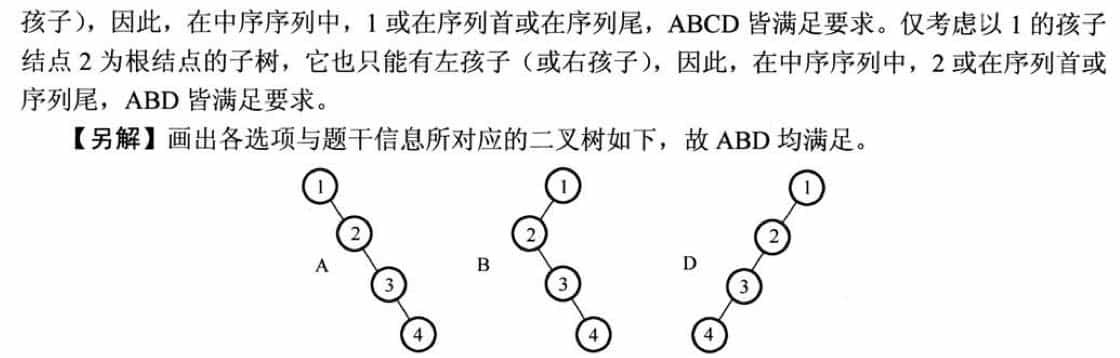 孩子），因此，在中序序列中，1 或在序列首或在序列尾，ABCD 皆满足要求。仅考虑以 1 的孩子
结点 2 为根结点的子树，它也只能有左孩子（或右孩子），因此，在中序序列中，2 或在序列首或
序列尾，ABD 皆满足要求。
【另解】画出各选项与题干信息所对应的二叉树如下，故 ABD 均满足。
1 1 1
2 2 2
A B D
3 3 3
4 4 4